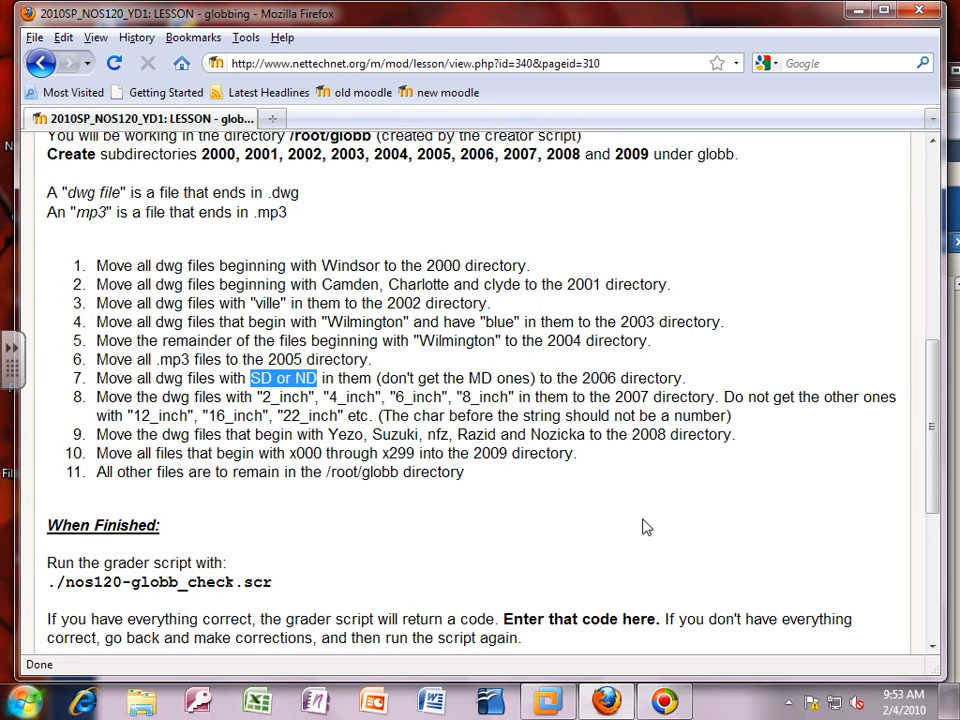 2010SP_NOS120_YD1: LESSON - globbing - Mozilla Firefox
File Edit View History Bookmarks Tools Help
http://www.nettechnet.org/m/mod/lesson/view.php?id=340&pageid=310
Google
Most Visited Getting Started Latest Headlines old moodle new moodle
2010SP_NOS120_YD1: LESSON - glob...
You will be working in the directory /root/globb (created by the creator script)
Create subdirectories 2000, 2001, 2002, 2003, 2004, 2005, 2006, 2007, 2008 and 2009 under globb.
A "dwg file" is a file that ends in .dwg
An "mp3" is a file that ends in .mp3
1. Move all dwg files beginning with Windsor to the 2000 directory.
2. Move all dwg files beginning with Camden, Charlotte and clyde to the 2001 directory.
3. Move all dwg files with "ville" in them to the 2002 directory.
4. Move all dwg files that begin with "Wilmington" and have "blue" in them to the 2003 directory.
5. Move the remainder of the files beginning with "Wilmington" to the 2004 directory.
6. Move all .mp3 files to the 2005 directory.
7. Move all dwg files with SD or ND in them (don't get the MD ones) to the 2006 directory.
8. Move the dwg files with "2_inch", "4_inch", "6_inch", "8_inch" in them to the 2007 directory. Do not get the other ones
with "12_inch", "16_inch", "22_inch" etc. (The char before the string should not be a number)
9. Move the dwg files that begin with Yezo, Suzuki, nfz, Razid and Nozicka to the 2008 directory.
10. Move all files that begin with x000 through x299 into the 2009 directory.
11. All other files are to remain in the /root/globb directory
When Finished:
Run the grader script with:
./nos120-globb_check.scr
If you have everything correct, the grader script will return a code. Enter that code here. If you don't have everything
correct, go back and make corrections, and then run the script again.
Done
9:53 AM
2/4/2010